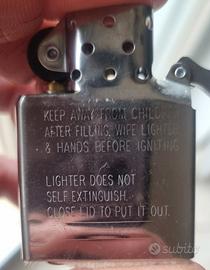 KEEP AWAY FROM CHILD
AFTER FILLING, WIPE LIGHTER
& HANDS BEFORE IGNITING
LIGHTER DOES NOT
SELF EXTINGUISH.
CLOSE LID TO PUT IT OUT.
subito